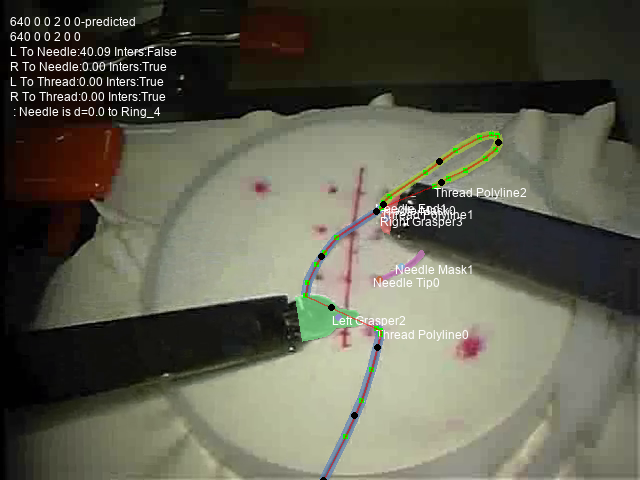 640 0 0 2 0 0-predicted
640 0 0 2 0 0
L To Needle:40.09 Inters:False
R To Needle:0.00 Inters:True
L To Thread:0.00 Inters:True
R To Thread:0.00 Inters:True
: Needle is d=0.0 to Ring_4
Thread Polyline2
Right Grasper3
Needle Mask1
Needle Tip0
Left Grasper2
Thread Polyline0